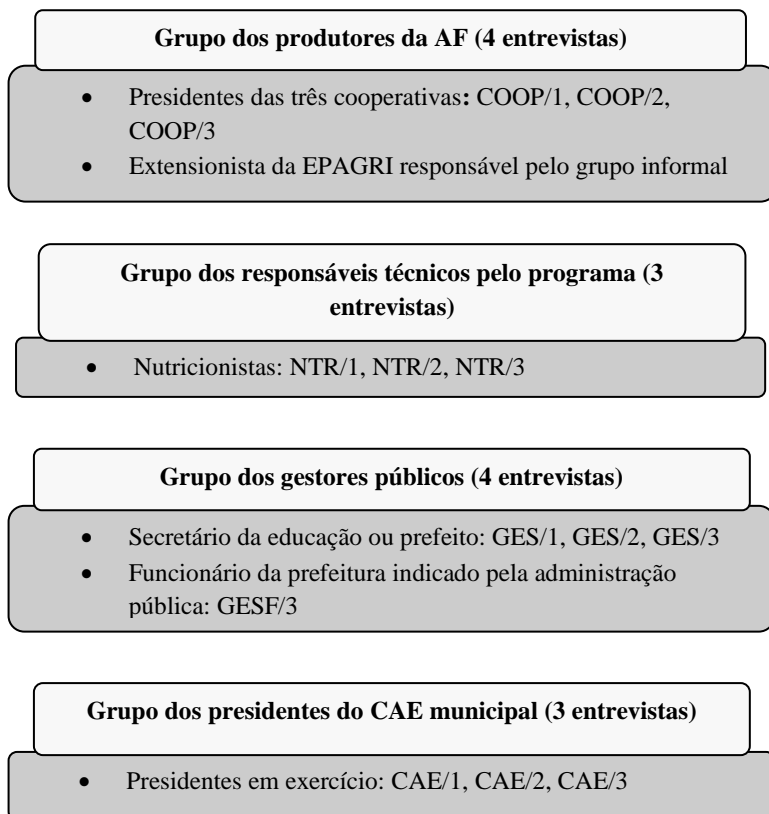 Grupo dos produtores da AF (4 entrevistas)
• Presidentes das três cooperativas: COOP/1, COOP/2,
COOP/3
• Extensionista da EPAGRI responsável pelo grupo informal
Grupo dos responsáveis técnicos pelo programa (3
entrevistas)
• Nutricionistas: NTR/1, NTR/2, NTR/3
Grupo dos gestores públicos (4 entrevistas)
• Secretário da educação ou prefeito: GES/1, GES/2, GES/3
• Funcionário da prefeitura indicado pela administração
pública: GESF/3
Grupo dos presidentes do CAE municipal (3 entrevistas)
• Presidentes em exercício: CAE/1, CAE/2, CAE/3